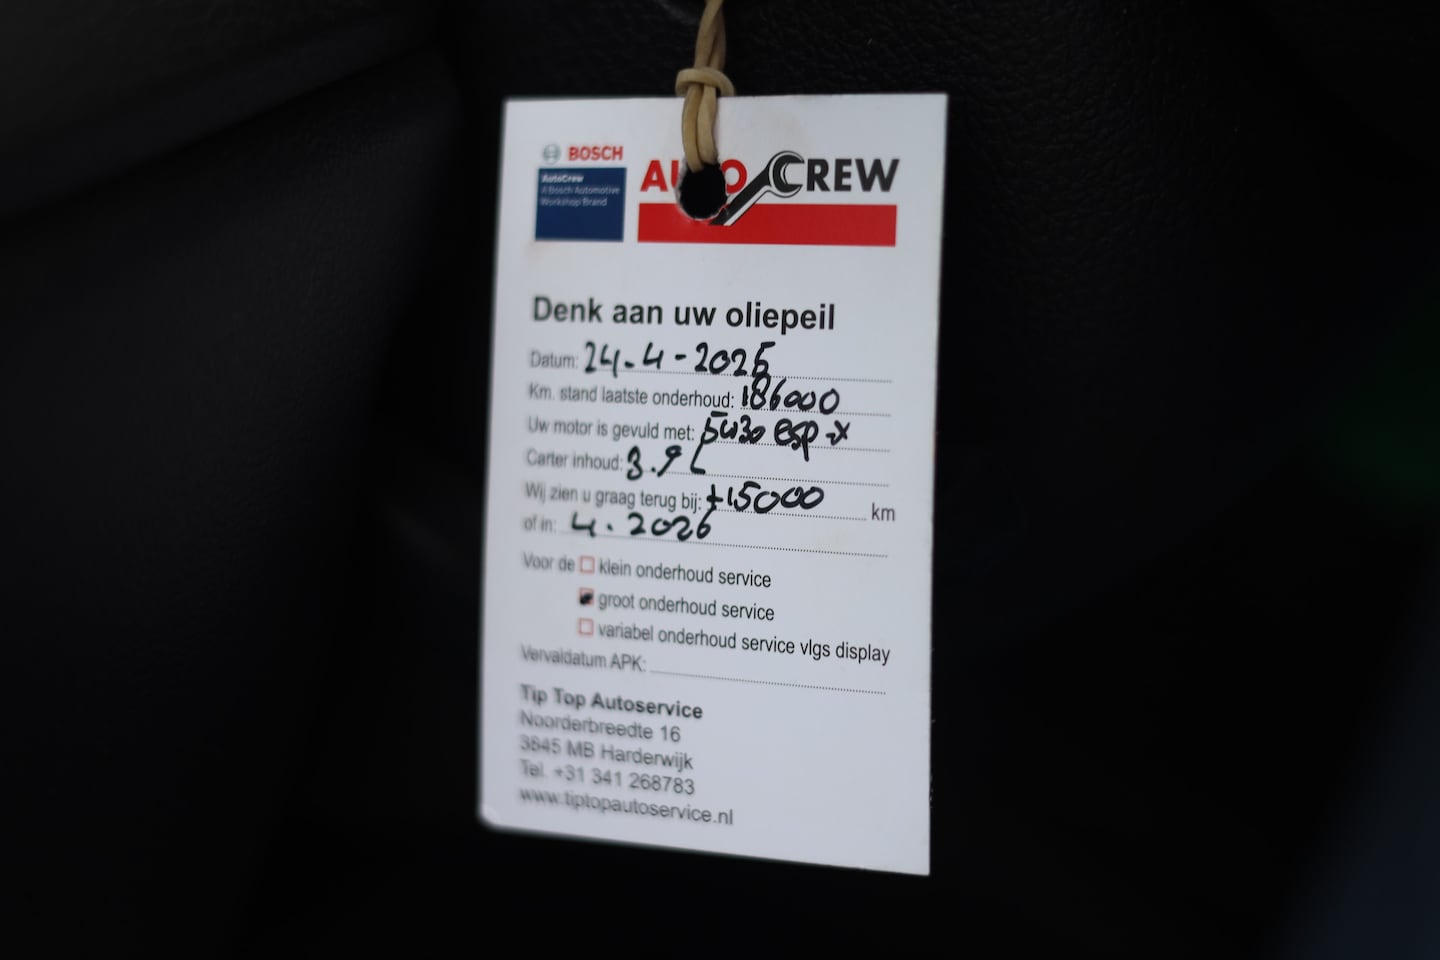 BOSCH
AutoCrew
A Bosch Automotive
Workshop Brand
AUTO CREW
Denk aan uw oliepeil
Datum: 24-4-2025
Km. stand laatste onderhoud: 186000
Uw motor is gevuld met: 5W30 esp-x
Carter inhoud: 3.9 L
Wij zien u graag terug bij: +15000 km
of in: 4.2026
Voor de klein onderhoud service
groot onderhoud service
variabel onderhoud service vlgs display
Vervaldatum APK:
Tip Top Autoservice
Noorderbreedte 16
3845 MB Harderwijk
Tel. +31 341 268783
www.tiptopautoservice.nl